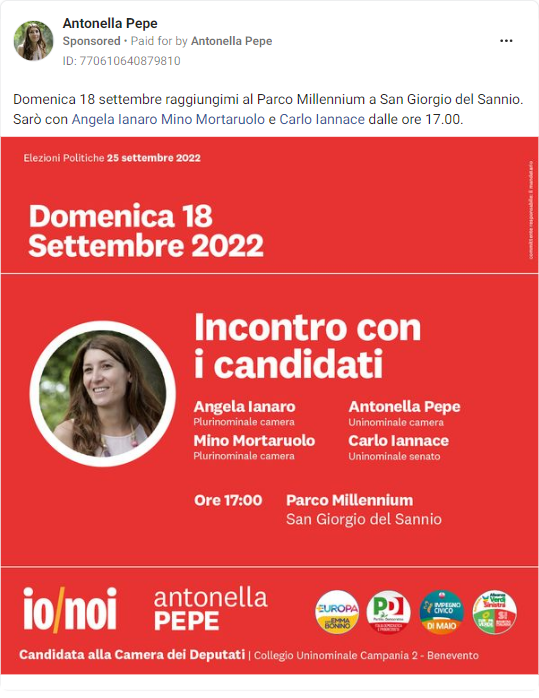 Antonella Pepe
Sponsored • Paid for by Antonella Pepe
ID: 770610640879810
Domenica 18 settembre raggiungimi al Parco Millennium a San Giorgio del Sannio.
Sarò con Angela Ianaro Mino Mortaruolo e Carlo Iannace dalle ore 17.00.
Elezioni Politiche 25 settembre 2022
committente responsabile il mandatario
Domenica 18
Settembre 2022
Incontro con
i candidati
Angela Ianaro
Plurinominale camera
Antonella Pepe
Uninominale camera
Mino Mortaruolo
Plurinominale camera
Carlo Iannace
Uninominale senato
Ore 17:00
Parco Millennium
San Giorgio del Sannio
io/noi
antonella
PEPE
+EUROPA
CON EMMA BONINO
PD
Partito Democratico
IMPEGNO
CIVICO
DI MAIO
Alleanza
Verdi
Sinistra
EUROPA VERDE
SI
Candidata alla Camera dei Deputati | Collegio Uninominale Campania 2 - Benevento